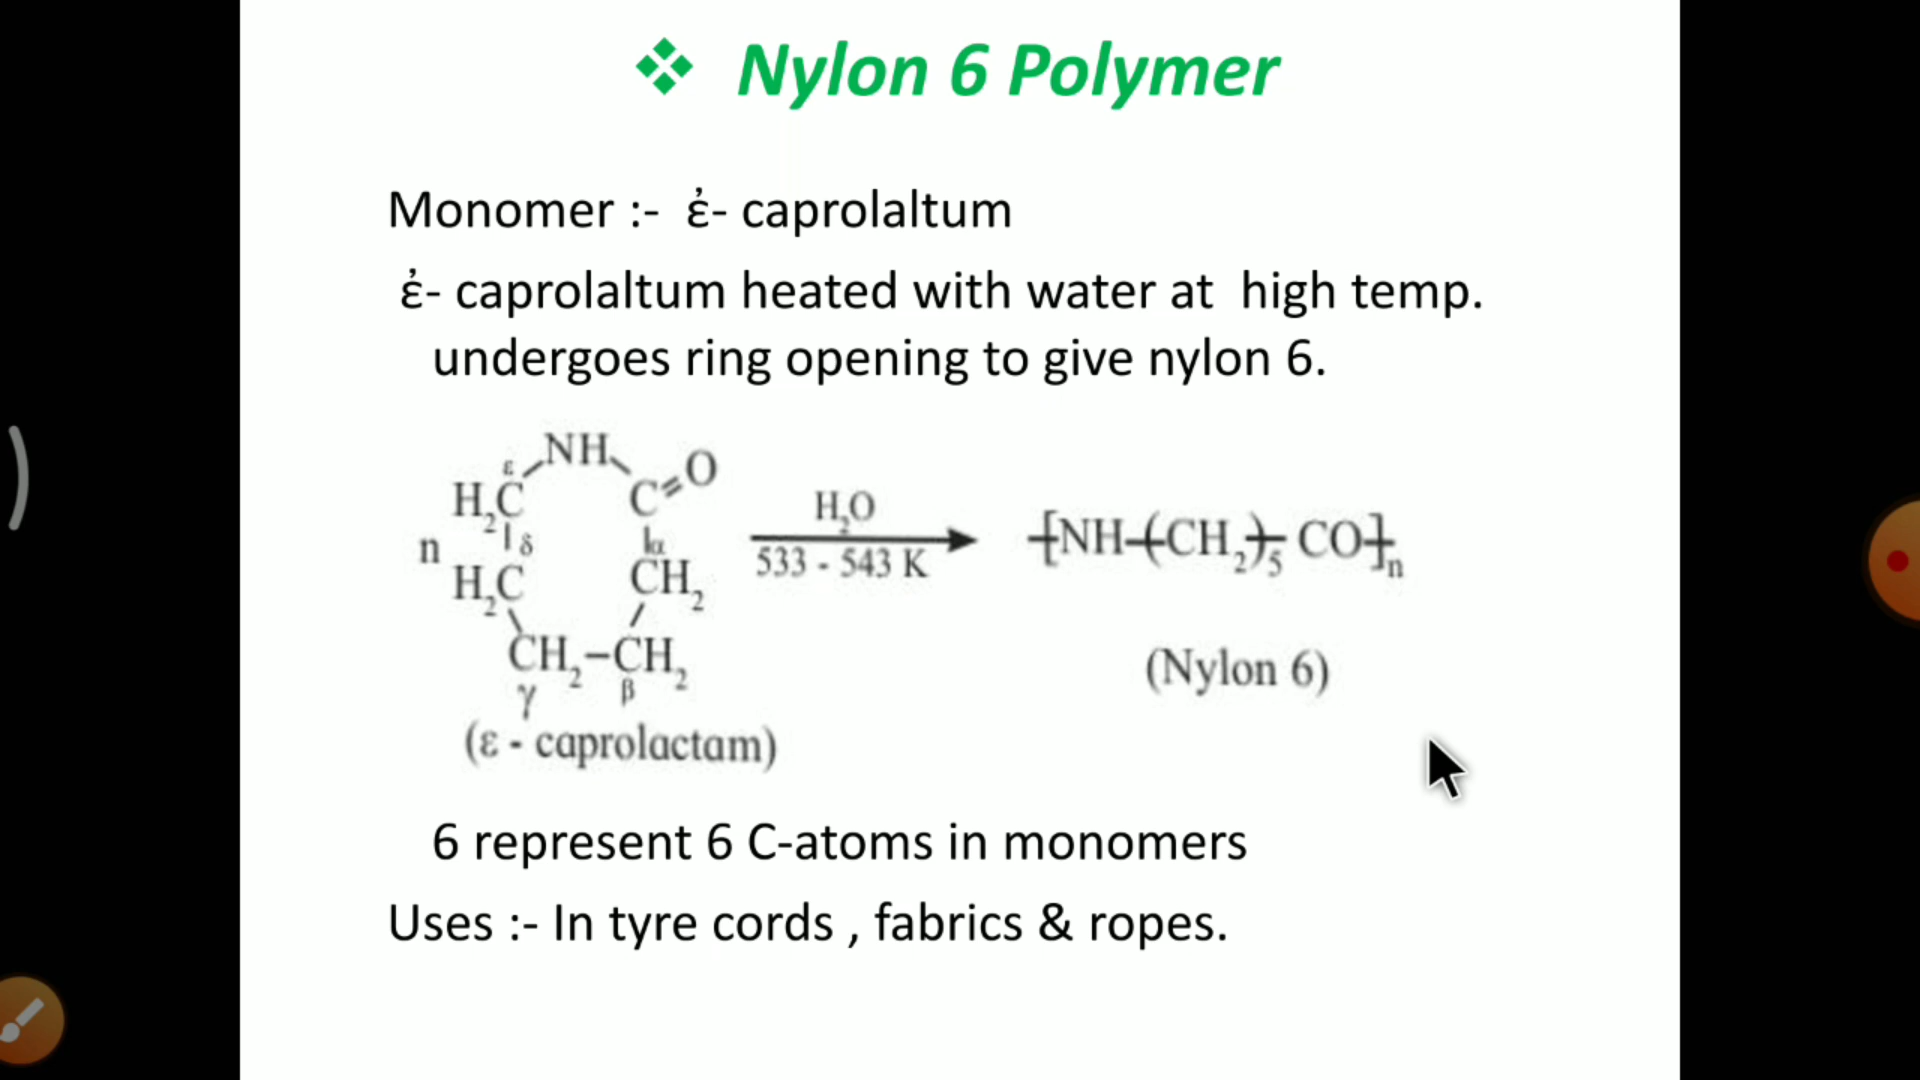 ❖ Nylon 6 Polymer
Monomer :- ἐ- caprolaltum
ἐ- caprolaltum heated with water at high temp.
undergoes ring opening to give nylon 6.
NH
ε
O
H₂C
C
δ
α
n
H₂C
CH₂
CH₂–CH₂
γ
β
(ε - caprolactam)
H₂O
533 - 543 K
[NH-(CH₂)₅ CO]ₙ
(Nylon 6)
6 represent 6 C-atoms in monomers
Uses :- In tyre cords , fabrics & ropes.